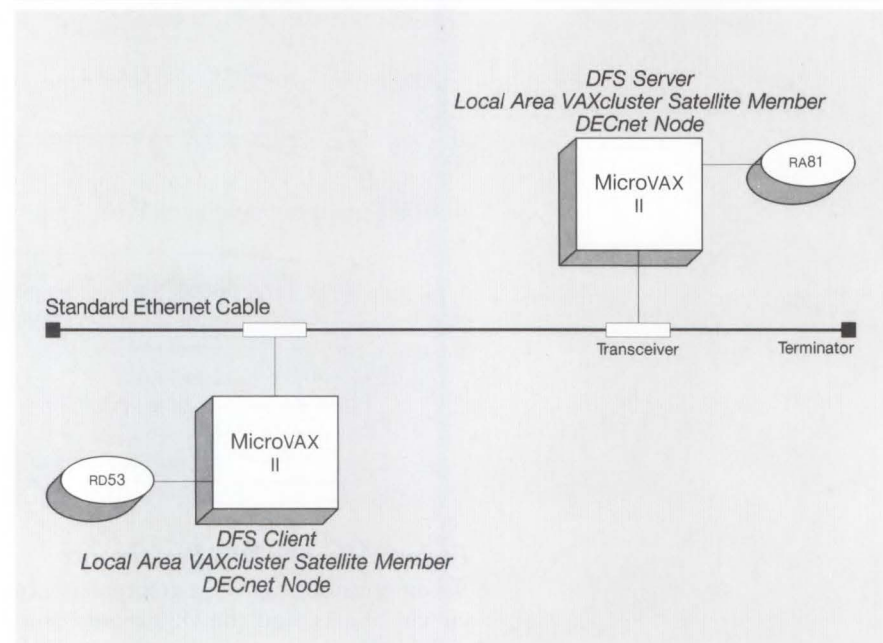 DFS Server
Local Area VAXcluster Satellite Member
DECnet Node
MicroVAX
II
RA81
Standard Ethernet Cable
Transceiver
Terminator
MicroVAX
II
RD53
DFS Client
Local Area VAXcluster Satellite Member
DECnet Node